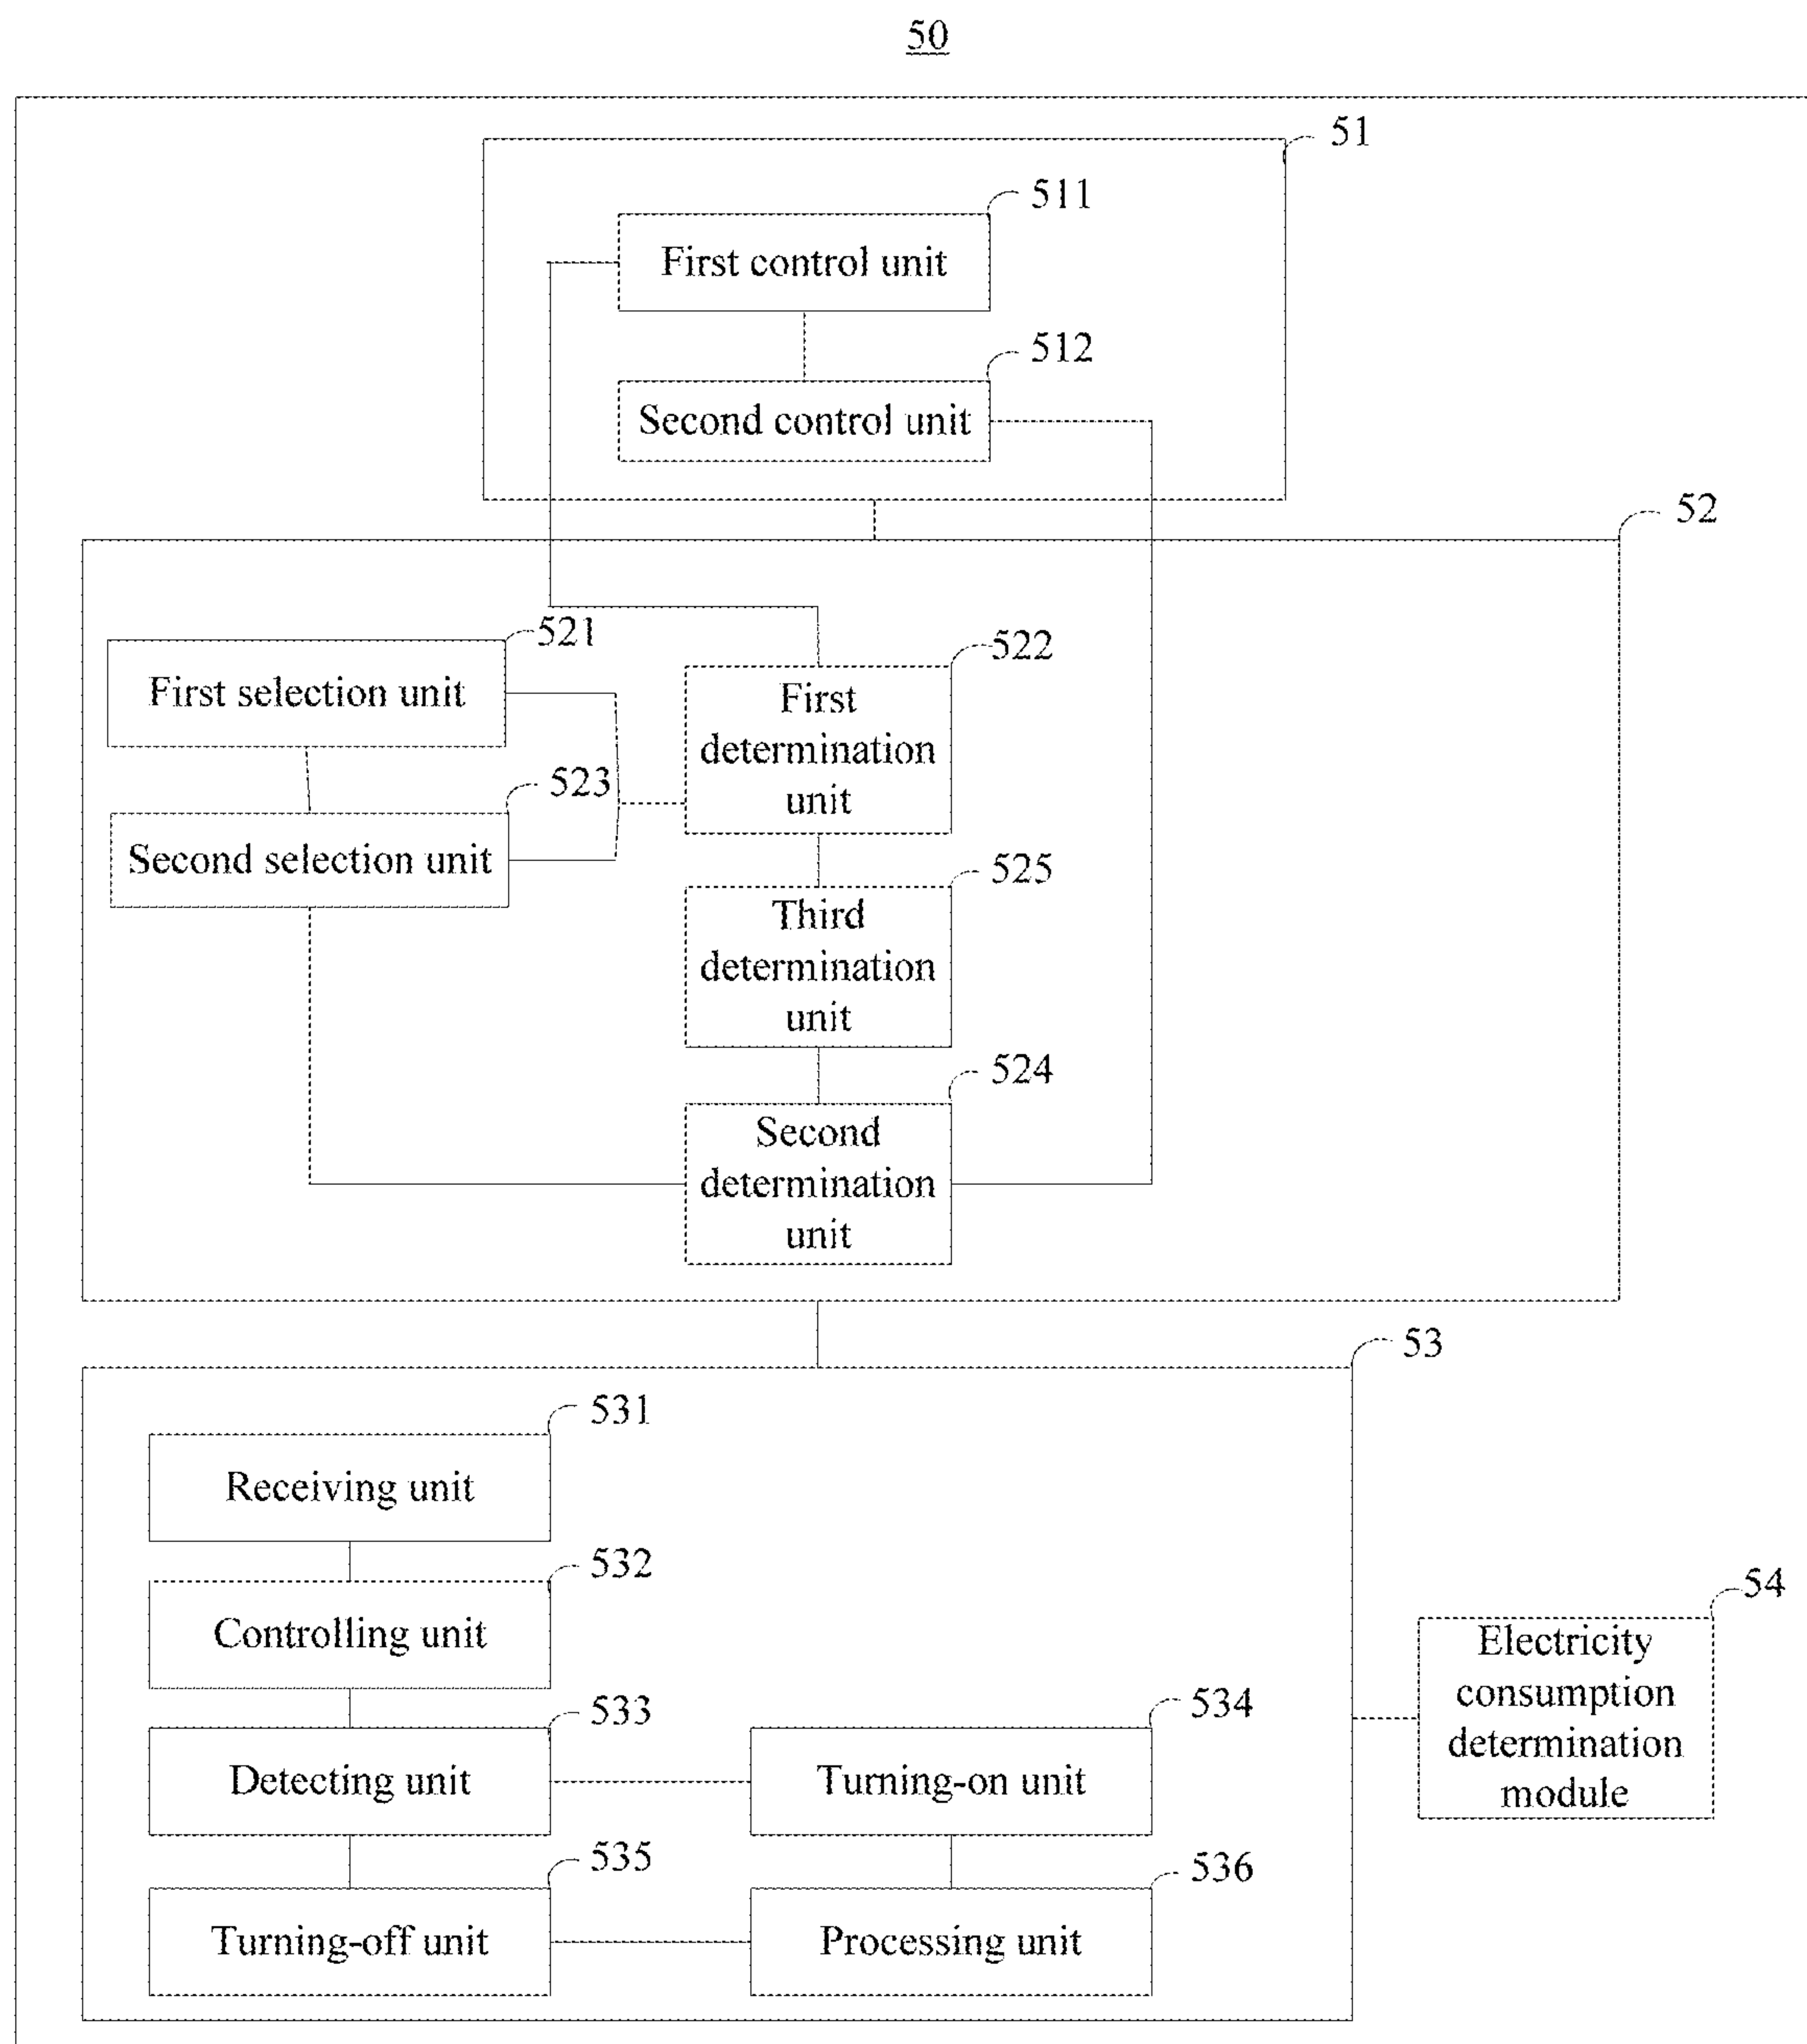 50
51
511
First control unit
512
Second control unit
52
521
First selection unit
522
First
determination
unit
523
Second selection unit
525
Third
determination
unit
524
Second
determination
unit
53
531
Receiving unit
532
Controlling unit
54
Electricity
consumption
determination
module
533
Detecting unit
534
Turning-on unit
535
Turning-off unit
536
Processing unit